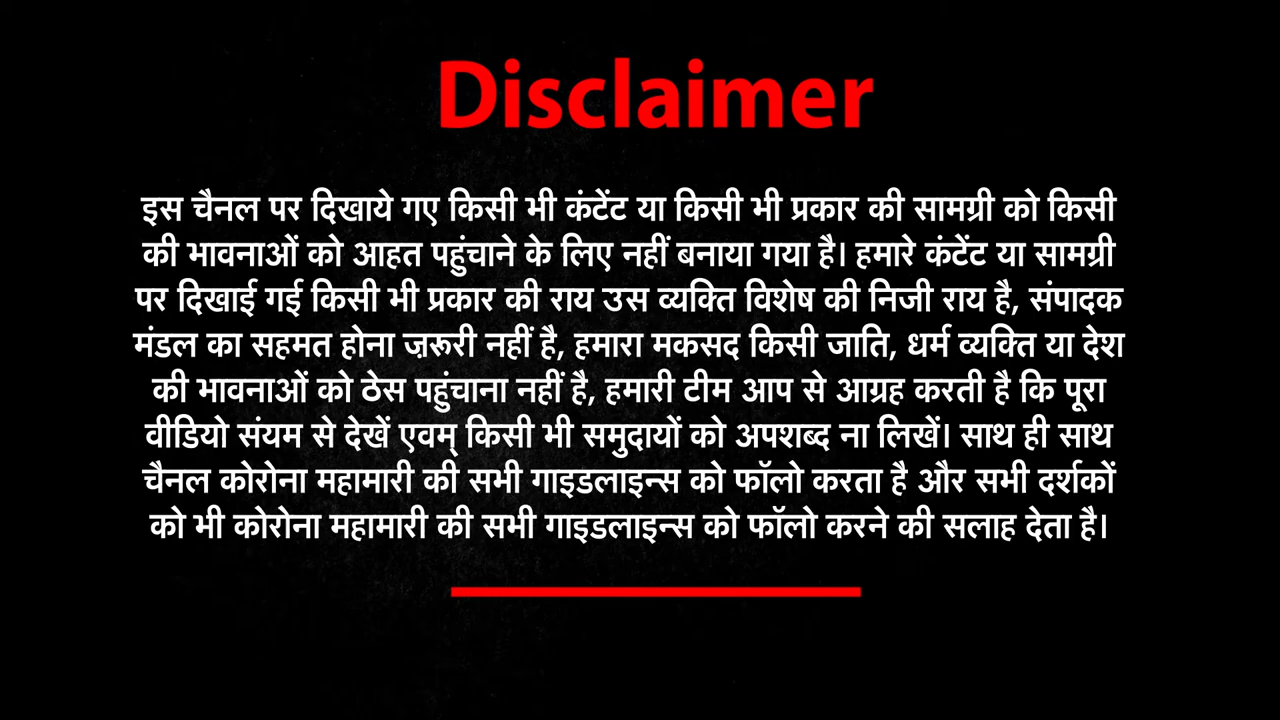 Disclaimer
इस चैनल पर दिखाये गए किसी भी कंटेंट या किसी भी प्रकार की सामग्री को किसी
की भावनाओं को आहत पहुंचाने के लिए नहीं बनाया गया है। हमारे कंटेंट या सामग्री
पर दिखाई गई किसी भी प्रकार की राय उस व्यक्ति विशेष की निजी राय है, संपादक
मंडल का सहमत होना ज़रूरी नहीं है, हमारा मकसद किसी जाति, धर्म व्यक्ति या देश
की भावनाओं को ठेस पहुंचाना नहीं है, हमारी टीम आप से आग्रह करती है कि पूरा
वीडियो संयम से देखें एवम् किसी भी समुदायों को अपशब्द ना लिखें। साथ ही साथ
चैनल कोरोना महामारी की सभी गाइडलाइन्स को फॉलो करता है और सभी दर्शकों
को भी कोरोना महामारी की सभी गाइडलाइन्स को फॉलो करने की सलाह देता है।